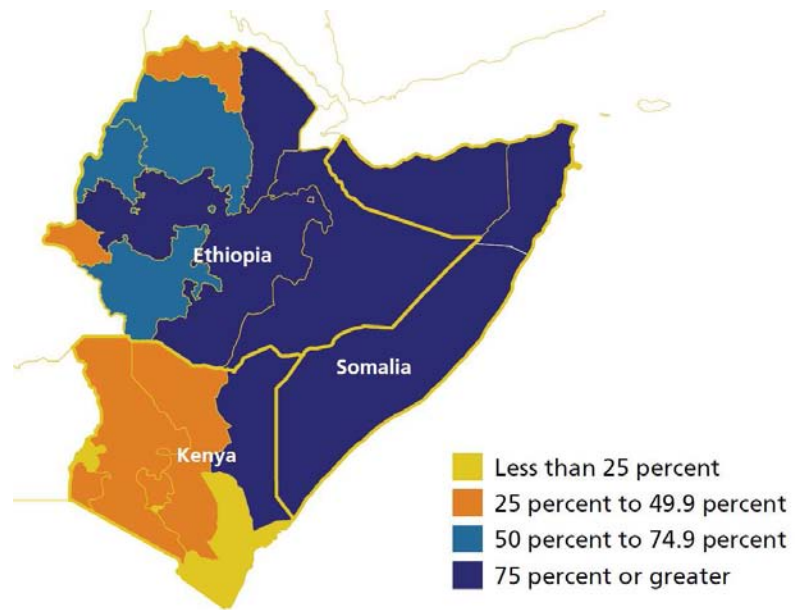 Ethiopia
Somalia
Kenya
Less than 25 percent
25 percent to 49.9 percent
50 percent to 74.9 percent
75 percent or greater